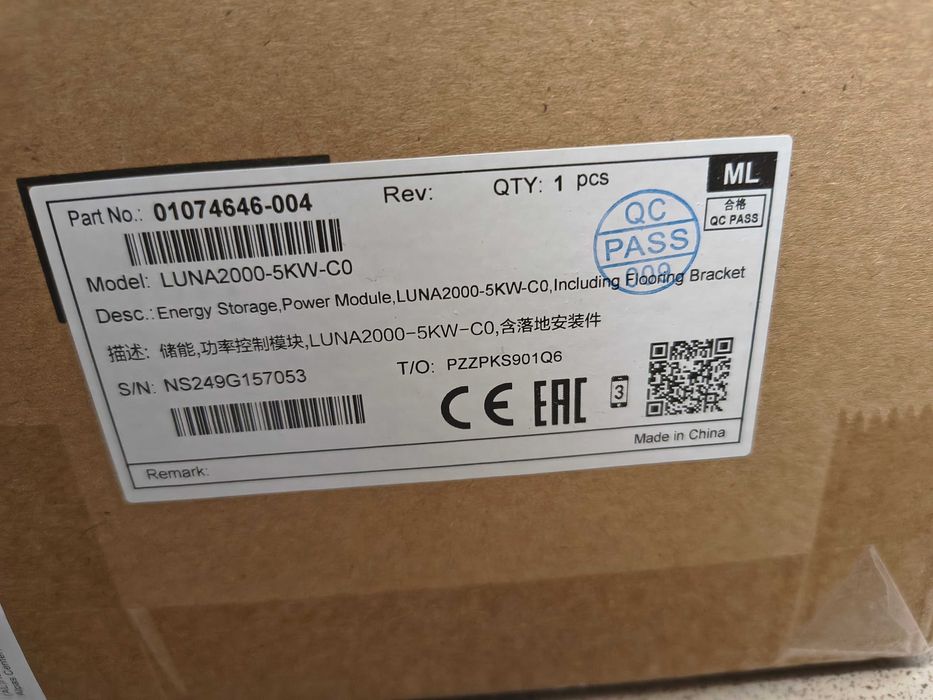 Part No.: 01074646-004
Rev:
QTY: 1 pcs
ML
合格
QC PASS
QC
PASS
009
Model: LUNA2000-5KW-C0
Desc.: Energy Storage,Power Module,LUNA2000-5KW-C0,Including Flooring Bracket
描述: 储能,功率控制模块,LUNA2000-5KW-C0,含落地安装件
S/N: NS249G157053
T/O: PZZPKS901Q6
CE EAC 3
Made in China
Remark: